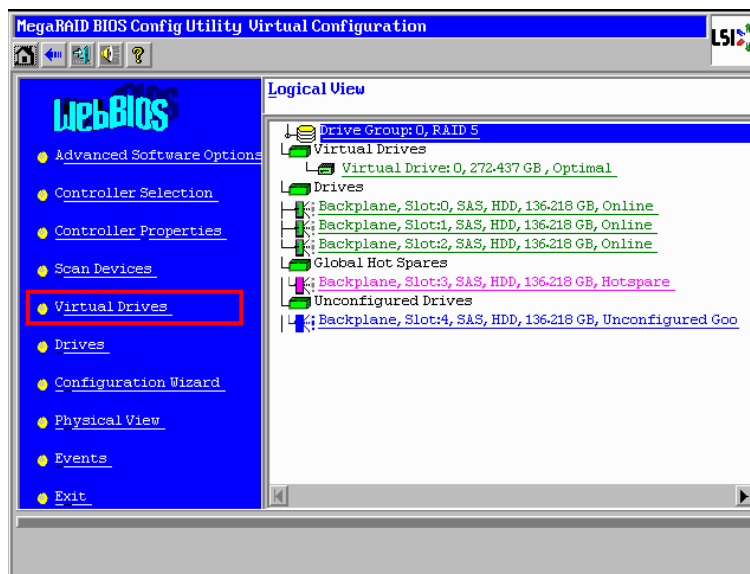 MegaRAID BIOS Config Utility Virtual Configuration
LSI
?
WebBIOS
Advanced Software Options
Controller Selection
Controller Properties
Scan Devices
Virtual Drives
Drives
Configuration Wizard
Physical View
Events
Exit
Logical View
Drive Group: 0, RAID 5
Virtual Drives
Virtual Drive: 0, 272.437 GB, Optimal
Drives
Backplane, Slot:0, SAS, HDD, 136.218 GB, Online
Backplane, Slot:1, SAS, HDD, 136.218 GB, Online
Backplane, Slot:2, SAS, HDD, 136.218 GB, Online
Global Hot Spares
Backplane, Slot:3, SAS, HDD, 136.218 GB, Hotspare
Unconfigured Drives
Backplane, Slot:4, SAS, HDD, 136.218 GB, Unconfigured Goo